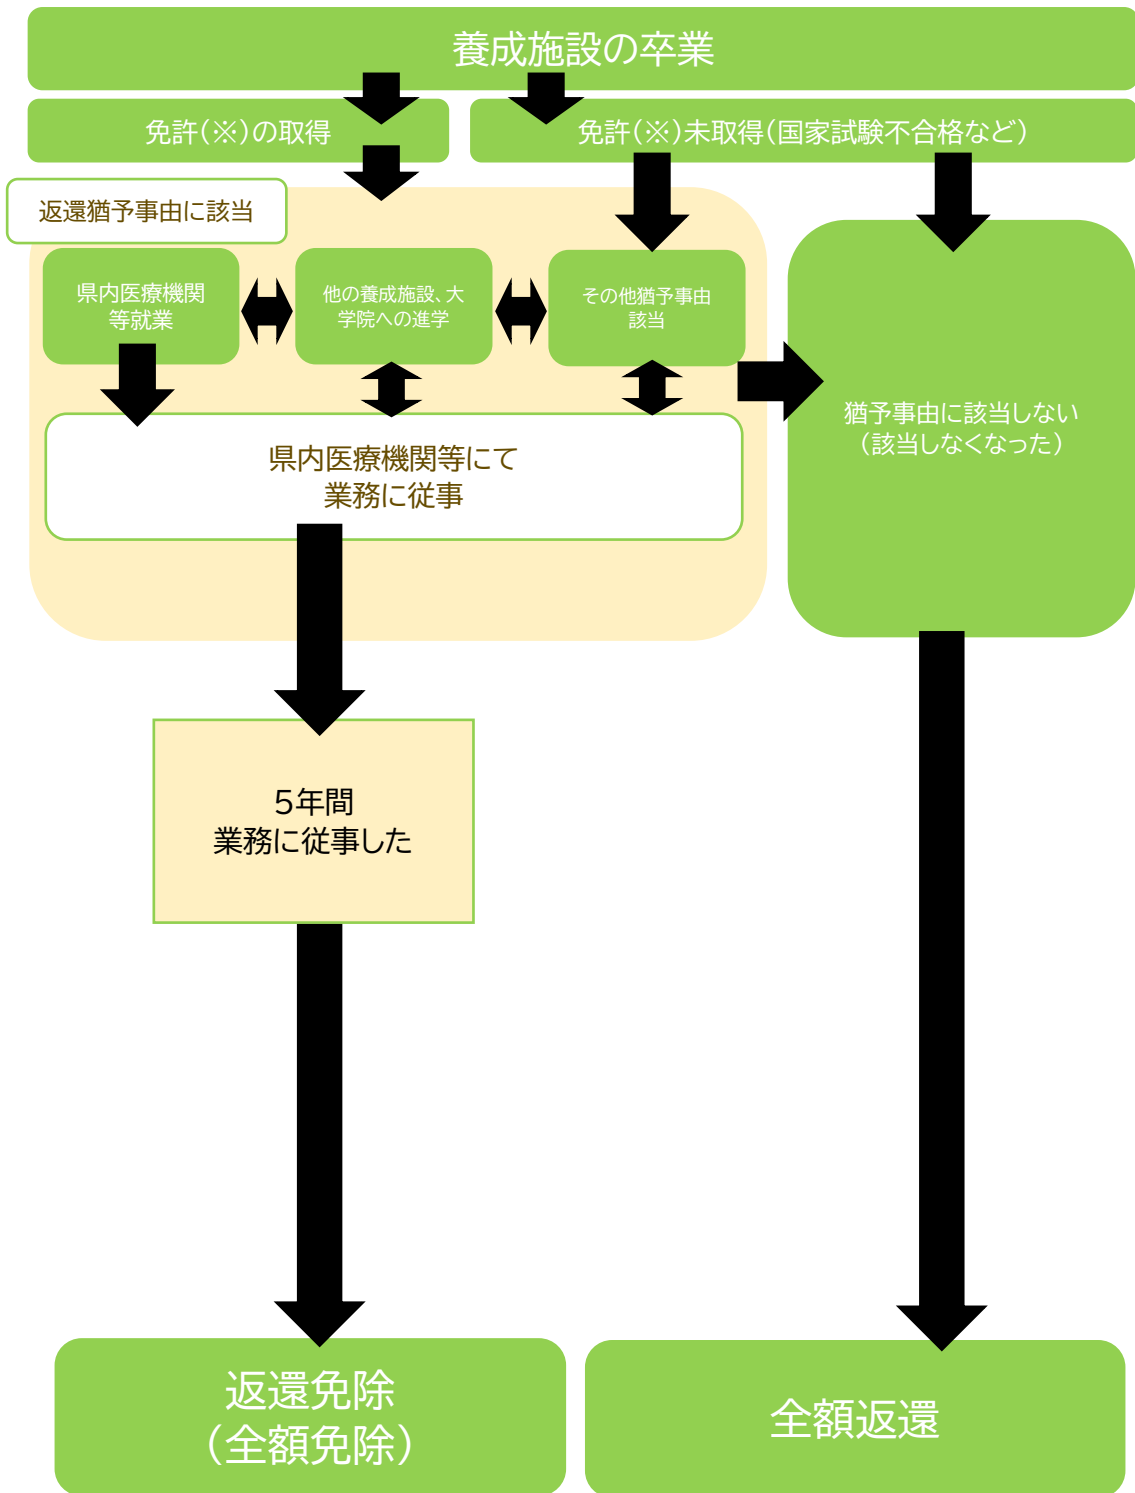 養成施設の卒業
免許（※）の取得
免許（※）未取得（国家試験不合格など）
返還猶予事由に該当
県内医療機関
等就業
他の養成施設、大
学院への進学
その他猶予事由
該当
猶予事由に該当しない
（該当しなくなった）
県内医療機関等にて
業務に従事
５年間
業務に従事した
返還免除
（全額免除）
全額返還